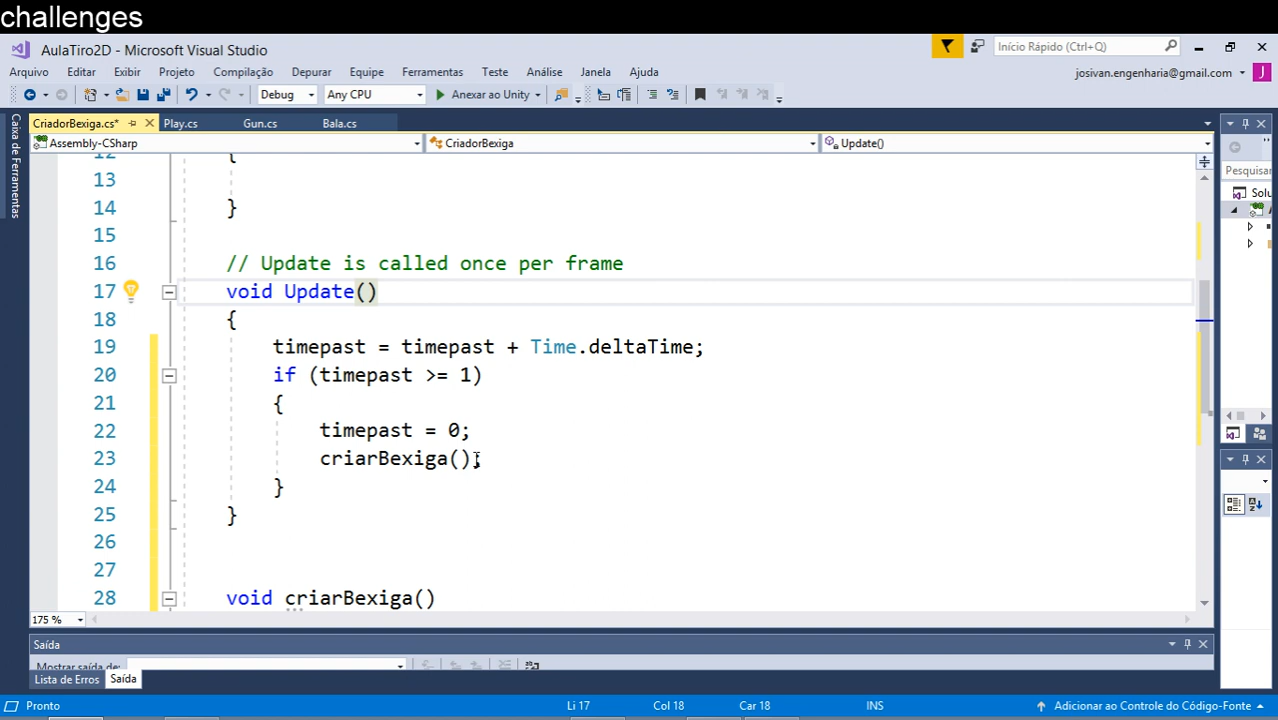 challenges
AulaTiro2D - Microsoft Visual Studio
Início Rápido (Ctrl+Q)
Arquivo Editar Exibir Projeto Compilação Depurar Equipe Ferramentas Teste Análise Janela Ajuda
josivan.engenharia@gmail.com J
Debug Any CPU Anexar ao Unity
CriadorBexiga.cs* Play.cs Gun.cs Bala.cs
Caixa de Ferramentas
Assembly-CSharp CriadorBexiga Update()
Pesquisar
Solu
12 {
13
14 }
15
16 // Update is called once per frame
17 void Update()
18 {
19 timepast = timepast + Time.deltaTime;
20 if (timepast >= 1)
21 {
22 timepast = 0;
23 criarBexiga();
24 }
25 }
26
27
28 void criarBexiga()
175 %
Saída
Mostrar saída de:
Lista de Erros Saída
Pronto Li 17 Col 18 Car 18 INS Adicionar ao Controle do Código-Fonte